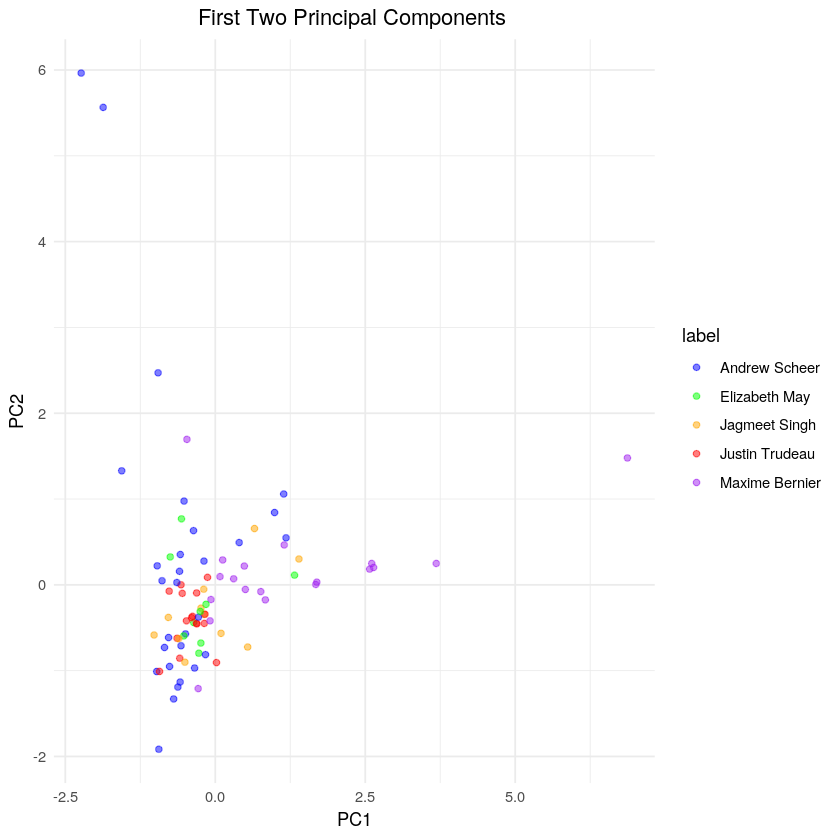 First Two Principal Components
6
4
2
0
-2
PC2
-2.5
0.0
2.5
5.0
PC1
label
Andrew Scheer
Elizabeth May
Jagmeet Singh
Justin Trudeau
Maxime Bernier